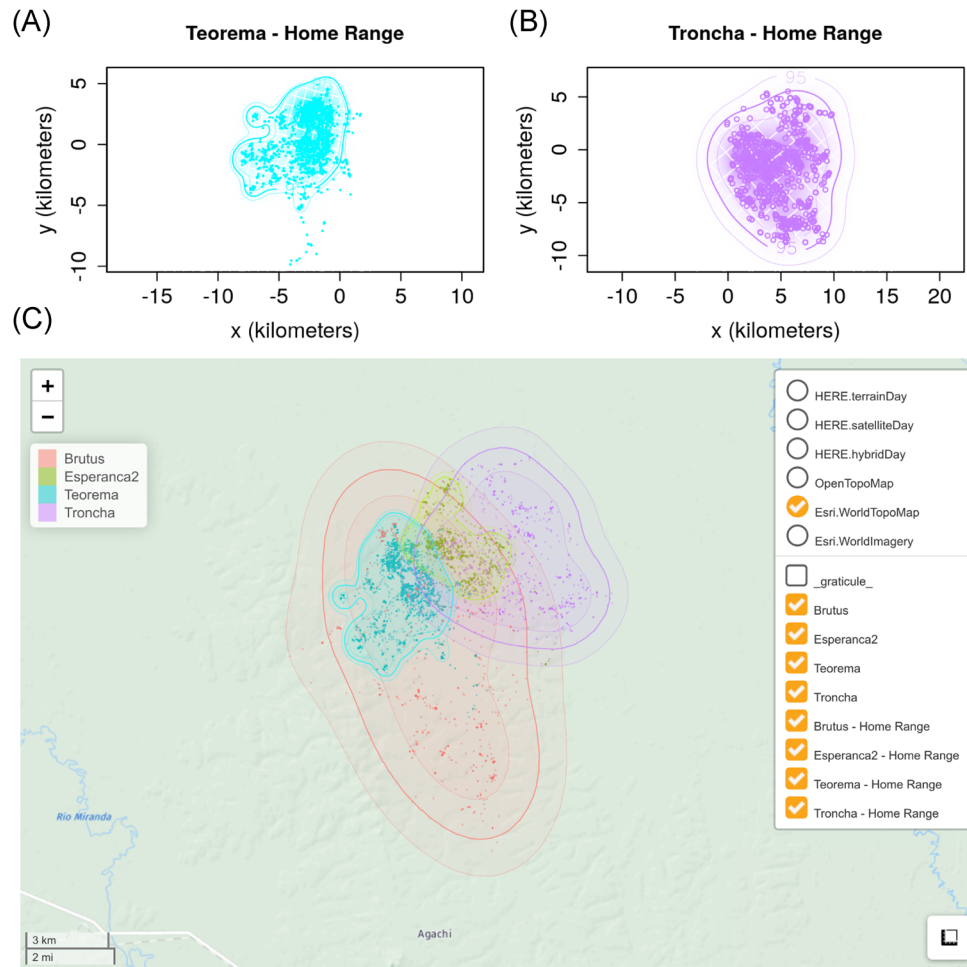 (A)
Teorema - Home Range
y (kilometers)
5
0
-5
-10
-15
-10
-5
0
5
10
x (kilometers)
(B)
Troncha - Home Range
y (kilometers)
5
0
-5
-10
95
95
-10
-5
0
5
10
15
20
x (kilometers)
(C)
+
−
Brutus
Esperanca2
Teorema
Troncha
HERE.terrainDay
HERE.satelliteDay
HERE.hybridDay
OpenTopoMap
Esri.WorldTopoMap
Esri.WorldImagery
_graticule_
Brutus
Esperanca2
Teorema
Troncha
Brutus - Home Range
Esperanca2 - Home Range
Teorema - Home Range
Troncha - Home Range
Rio Miranda
Agachi
3 km
2 mi